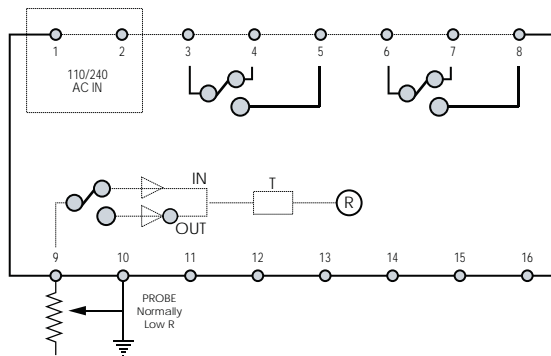 1 2 3 4 5 6 7 8
110/240
AC IN
IN
T
R
OUT
9 10 11 12 13 14 15 16
PROBE
Normally
Low R